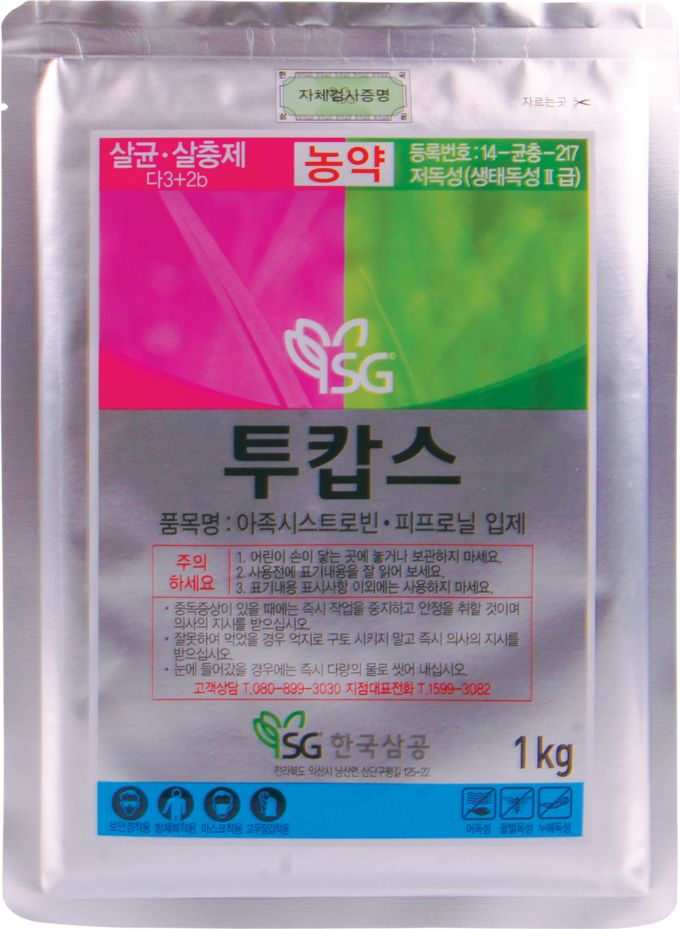 한 국
자체검사증명
삼 공
자르는곳
살균·살충제
다3+2b
농약
등록번호:14-균충-217
저독성(생태독성Ⅱ급)
SG
투캅스
품목명:아족시스트로빈·피프로닐 입제
주의
하세요
1. 어린이 손이 닿는 곳에 놓거나 보관하지 마세요.
2. 사용전에 표기내용을 잘 읽어 보세요.
3. 표기내용 표시사항 이외에는 사용하지 마세요.
• 중독증상이 있을 때에는 즉시 작업을 중지하고 안정을 취할 것이며
의사의 지시를 받으십시오.
• 잘못하여 먹었을 경우 억지로 구토 시키지 말고 즉시 의사의 지시를
받으십시오.
• 눈에 들어갔을 경우에는 즉시 다량의 물로 씻어 내십시오.
고객상담 T.080-899-3030 지점대표전화 T.1599-3082
SG 한국삼공
전라북도 익산시 낭산면 산단구평길 125-22
1kg
보안경착용 방제복착용 마스크착용 고무장갑착용
어독성 꿀벌독성 누에독성